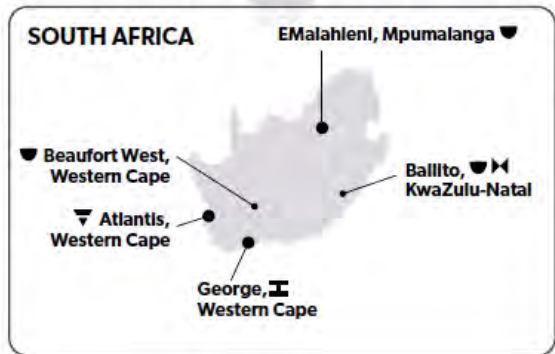 SOUTH AFRICA
EMalahleni, Mpumalanga
Beaufort West,
Western Cape
Ballito,
KwaZulu-Natal
Atlantis,
Western Cape
George,
Western Cape